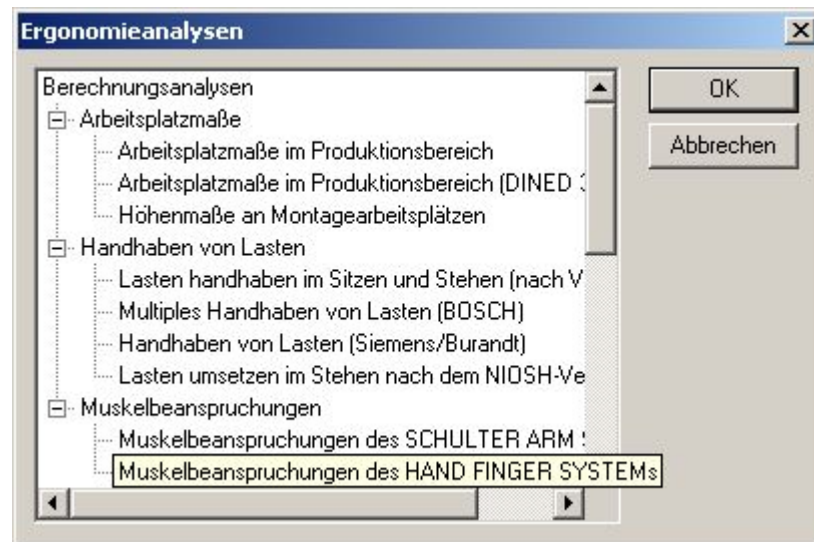 Ergonomieanalysen
Berechnungsanalysen
Arbeitsplatzmaße
Arbeitsplatzmaße im Produktionsbereich
Arbeitsplatzmaße im Produktionsbereich (DINED
Höhenmaße an Montagearbeitsplätzen
Handhaben von Lasten
Lasten handhaben im Sitzen und Stehen (nach V
Multiples Handhaben von Lasten (BOSCH)
Handhaben von Lasten (Siemens/Burandt)
Lasten umsetzen im Stehen nach dem NIOSH-Ve
Muskelbeanspruchungen
Muskelbeanspruchungen des SCHULTER ARM
Muskelbeanspruchungen des HAND FINGER SYSTEMs
OK
Abbrechen